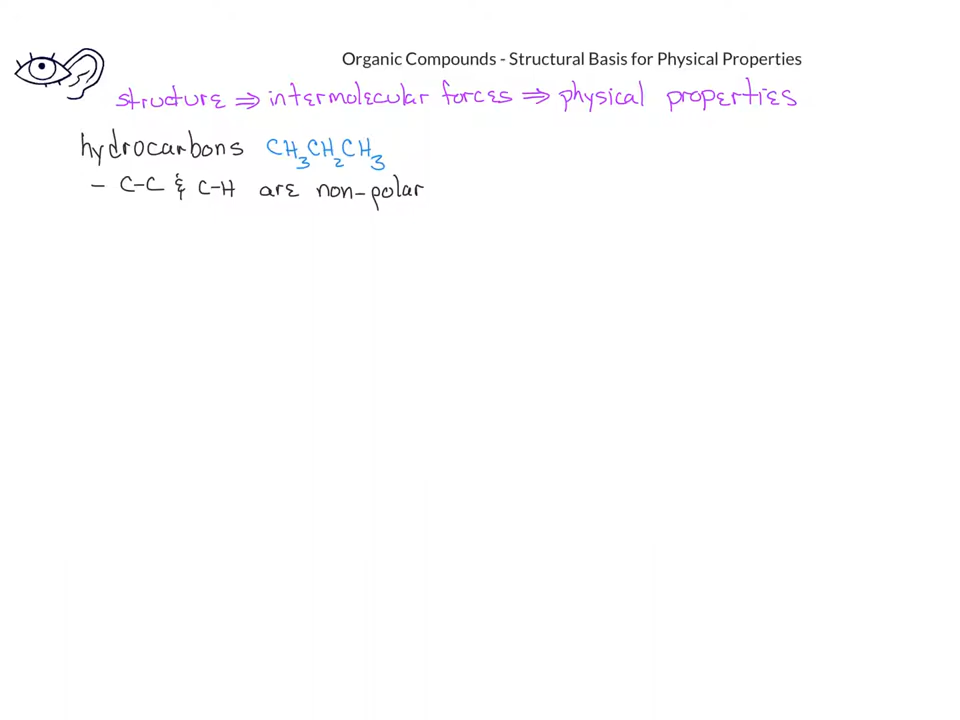 Organic Compounds - Structural Basis for Physical Properties
structure ⇒ intermolecular forces ⇒ physical properties
hydrocarbons CH₃CH₂CH₃
- C-C & C-H are non-polar